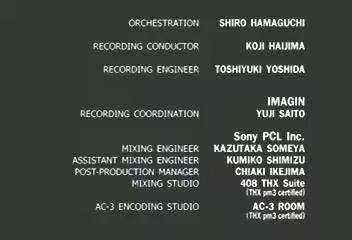 ORCHESTRATION SHIRO HAMAGUCHI
RECORDING CONDUCTOR KOJI HAIJIMA
RECORDING ENGINEER TOSHIYUKI YOSHIDA
IMAGIN
RECORDING COORDINATION YUJI SAITO
Sony PCL Inc.
MIXING ENGINEER KAZUTAKA SOMEYA
ASSISTANT MIXING ENGINEER KUMIKO SHIMIZU
POST-PRODUCTION MANAGER CHIAKI IKEJIMA
MIXING STUDIO 408 THX Suite
(THX pm3 certified)
AC-3 ENCODING STUDIO AC-3 ROOM
(THX pm3 certified)